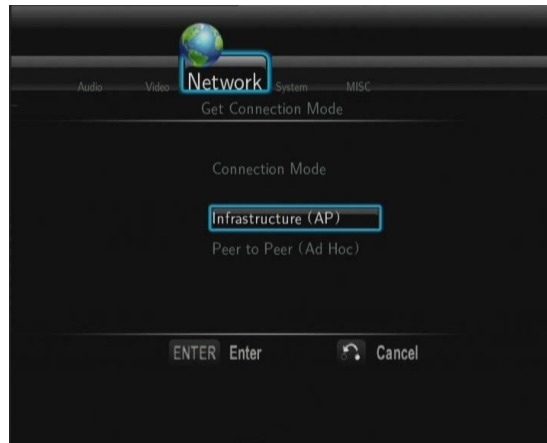 Audio Video Network System MISC
Get Connection Mode
Connection Mode
Infrastructure (AP)
Peer to Peer (Ad Hoc)
ENTER Enter Cancel